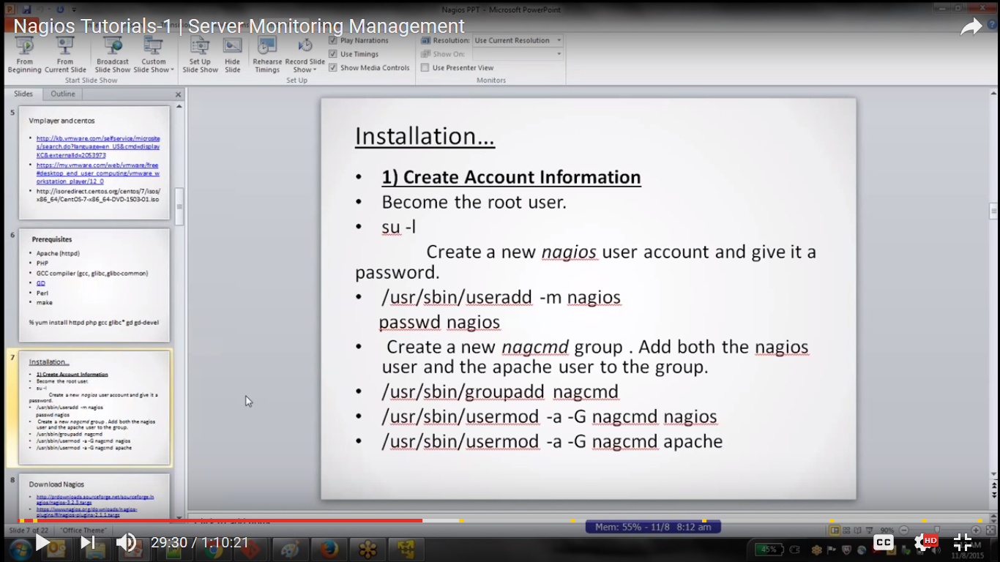 Nagios PPT - Microsoft PowerPoint
Nagios Tutorials-1 | Server Monitoring Management
From Beginning
From Current Slide
Broadcast Slide Show
Custom Slide Show
Start Slide Show
Set Up Slide Show
Hide Slide
Rehearse Timings
Record Slide Show
Play Narrations
Use Timings
Show Media Controls
Set Up
Resolution: Use Current Resolution
Show On:
Use Presenter View
Monitors
Slides
Outline
5
Vmplayer and centos
http://kb.vmware.com/selfservice/microsite
s/search.do?language=en_US&cmd=display
KC&externalId=2053973
https://my.vmware.com/web/vmware/free
#desktop_end_user_computing/vmware_w
orkstation_player/12_0
http://isoredirect.centos.org/centos/7/isos/
x86_64/CentOS-7-x86_64-DVD-1503-01.iso
6
Prerequisites
Apache (httpd)
PHP
GCC compiler (gcc, glibc,glibc-common)
GD
Perl
make
% yum install httpd php gcc glibc* gd gd-devel
7
Installation...
1) Create Account Information
Become the root user.
su -l
Create a new nagios user account and give it a
password.
/usr/sbin/useradd -m nagios
passwd nagios
Create a new nagcmd group . Add both the nagios
user and the apache user to the group.
/usr/sbin/groupadd nagcmd
/usr/sbin/usermod -a -G nagcmd nagios
/usr/sbin/usermod -a -G nagcmd apache
8
Download Nagios
http://prdownloads.sourceforge.net/sourceforge/n
agios/nagios-3.2.3.targz
https://www.nagios.org/downloads/nagios-
plugins/fl/nagios-plugins-2.1.1.targs
Installation...
1) Create Account Information
Become the root user.
su -l
Create a new nagios user account and give it a
password.
/usr/sbin/useradd -m nagios
passwd nagios
Create a new nagcmd group . Add both the nagios
user and the apache user to the group.
/usr/sbin/groupadd nagcmd
/usr/sbin/usermod -a -G nagcmd nagios
/usr/sbin/usermod -a -G nagcmd apache
Slide 7 of 22
"Office Theme"
Mem: 55% - 11/8 8:12 am
90%
29:30 / 1:10:21
45%
CC
HD
11/8/2015